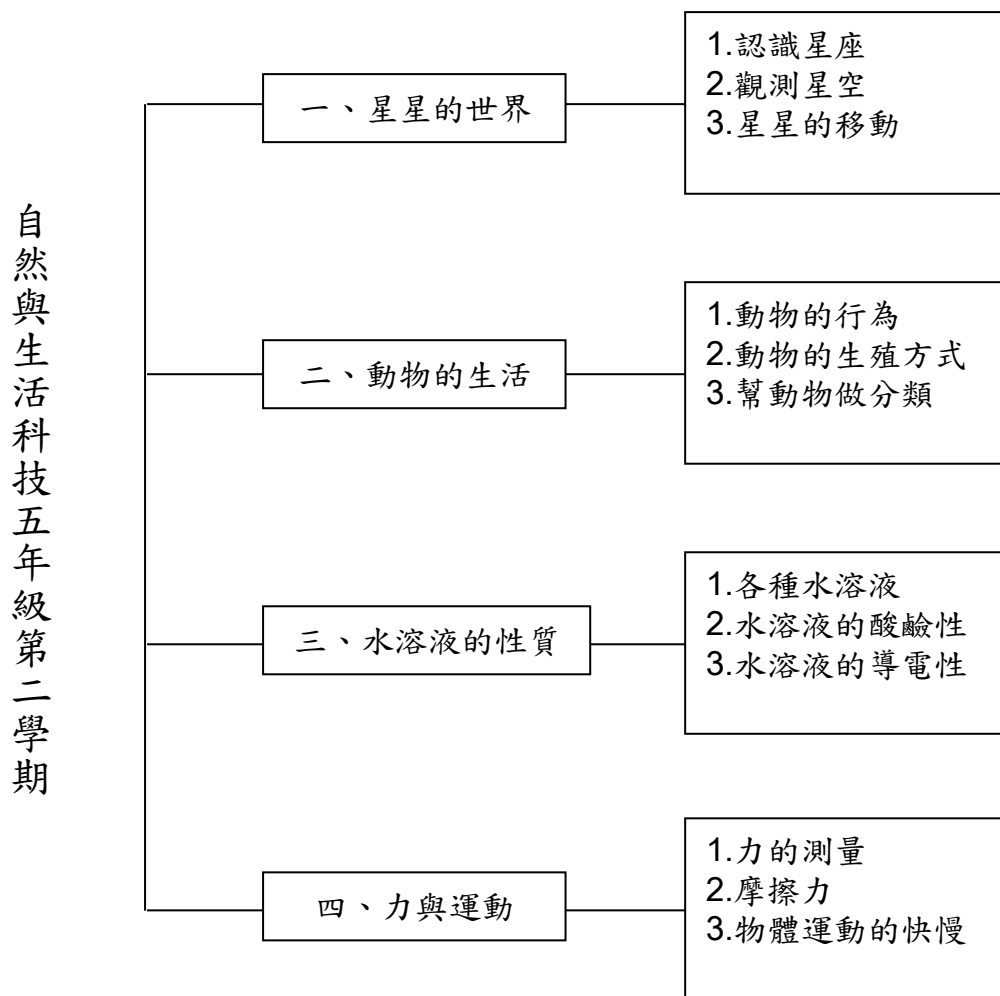 自然與生活科技五年級第二學期
一、星星的世界
1.認識星座
2.觀測星空
3.星星的移動
二、動物的生活
1.動物的行為
2.動物的生殖方式
3.幫動物做分類
三、水溶液的性質
1.各種水溶液
2.水溶液的酸鹼性
3.水溶液的導電性
四、力與運動
1.力的測量
2.摩擦力
3.物體運動的快慢